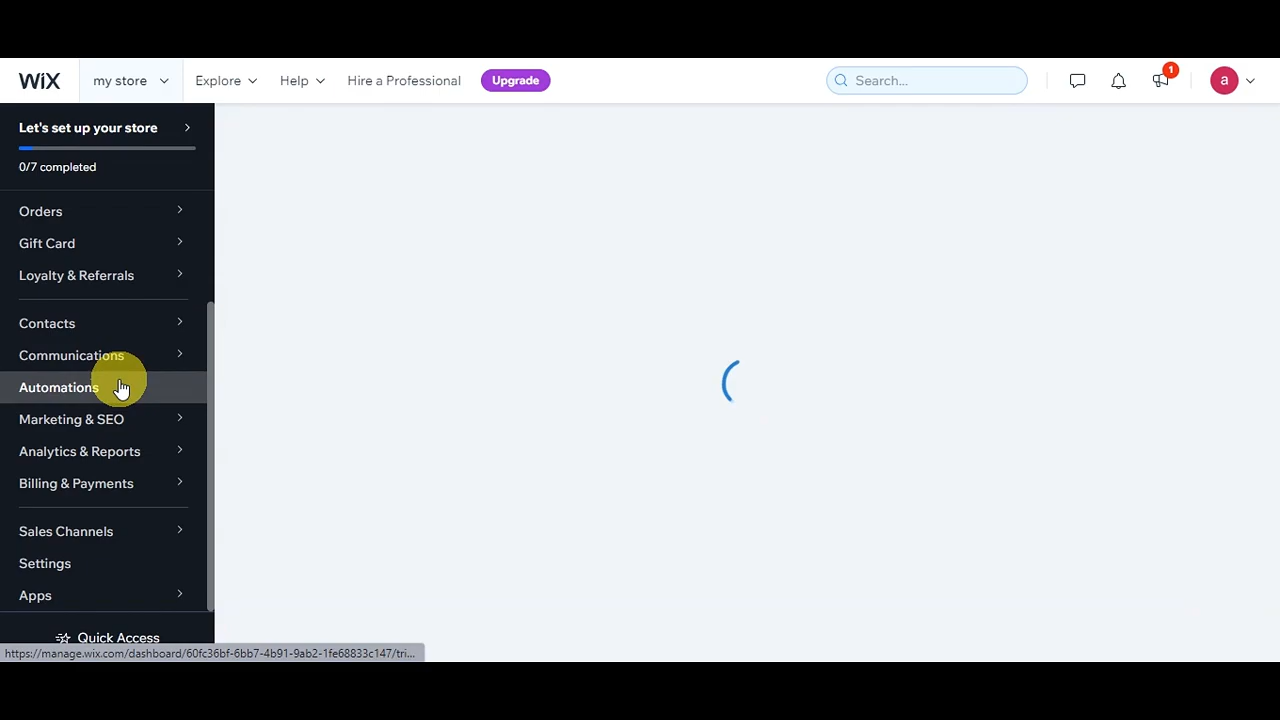 WiX my store Explore Help Hire a Professional Upgrade Search... 1 a
Let's set up your store
0/7 completed
Orders
Gift Card
Loyalty & Referrals
Contacts
Communications
Automations
Marketing & SEO
Analytics & Reports
Billing & Payments
Sales Channels
Settings
Apps
Quick Access
https://manage.wix.com/dashboard/60fc36bf-6bb7-4b91-9ab2-1fe68833c147/tri...